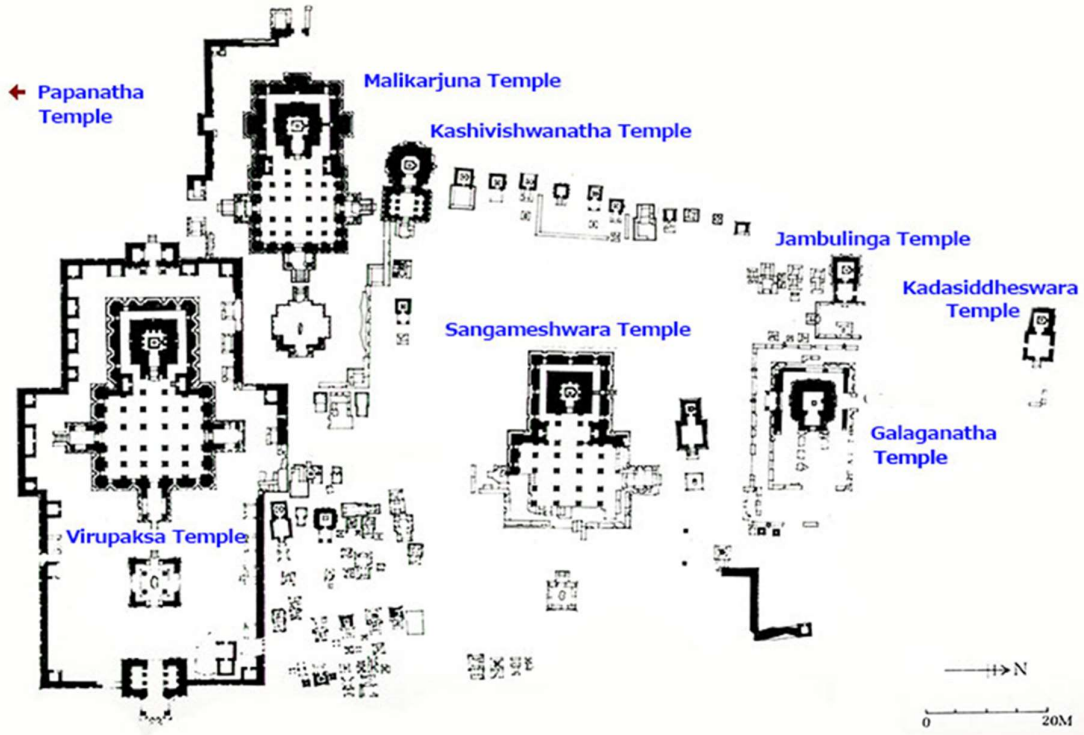 Malikarjuna Temple
Papanatha
Temple
Kashivishwanatha Temple
Jambulinga Temple
Kadasiddheswara
Temple
Sangameshwara Temple
Galaganatha
Temple
Virupaksa Temple
N
0 20M